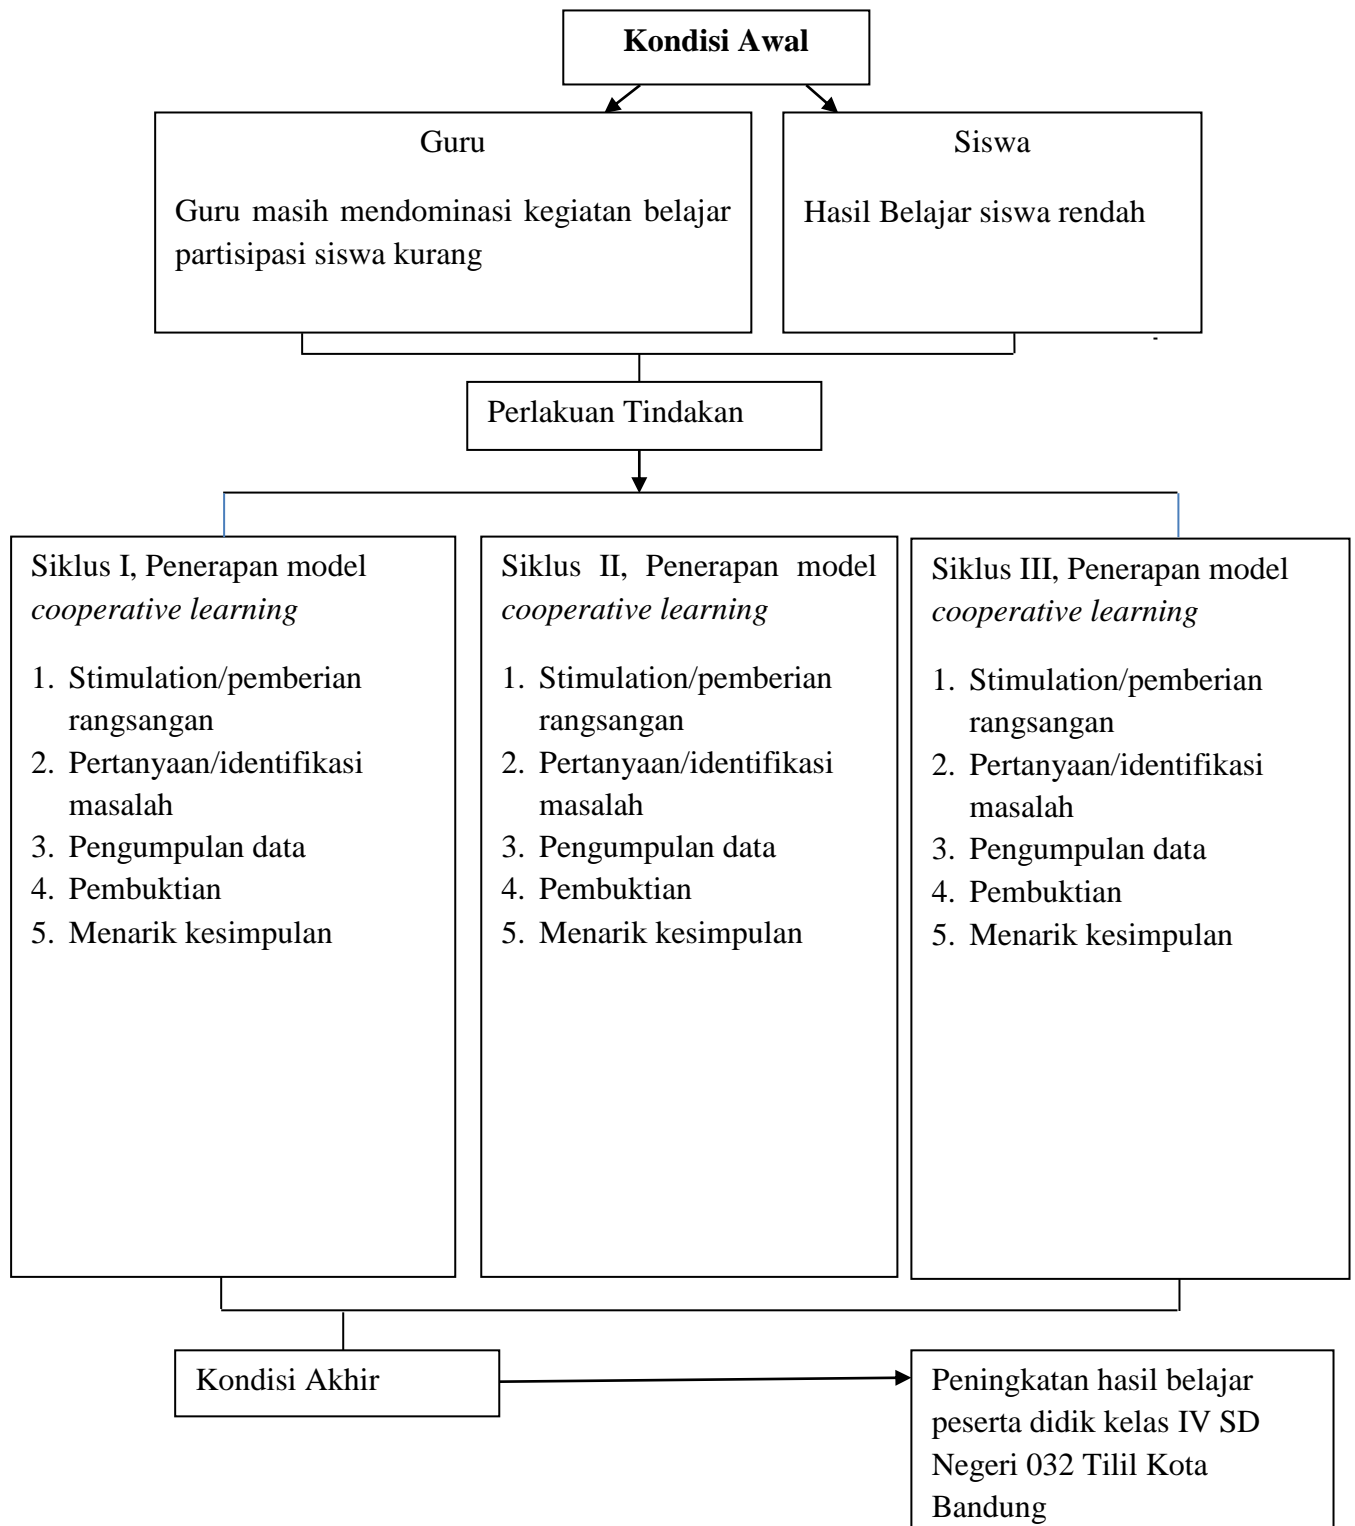 Kondisi Awal
Guru
Guru masih mendominasi kegiatan belajar
partisipasi siswa kurang
Siswa
Hasil Belajar siswa rendah
Perlakuan Tindakan
Siklus I, Penerapan model
cooperative learning
1. Stimulation/pemberian
rangsangan
2. Pertanyaan/identifikasi
masalah
3. Pengumpulan data
4. Pembuktian
5. Menarik kesimpulan
Siklus II, Penerapan model
cooperative learning
1. Stimulation/pemberian
rangsangan
2. Pertanyaan/identifikasi
masalah
3. Pengumpulan data
4. Pembuktian
5. Menarik kesimpulan
Siklus III, Penerapan model
cooperative learning
1. Stimulation/pemberian
rangsangan
2. Pertanyaan/identifikasi
masalah
3. Pengumpulan data
4. Pembuktian
5. Menarik kesimpulan
Kondisi Akhir
Peningkatan hasil belajar
peserta didik kelas IV SD
Negeri 032 Tilil Kota
Bandung